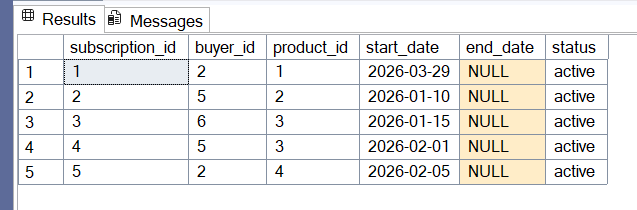 Results Messages
subscription_id buyer_id product_id start_date end_date status
1 1 2 1 2026-03-29 NULL active
2 2 5 2 2026-01-10 NULL active
3 3 6 3 2026-01-15 NULL active
4 4 5 3 2026-02-01 NULL active
5 5 2 4 2026-02-05 NULL active